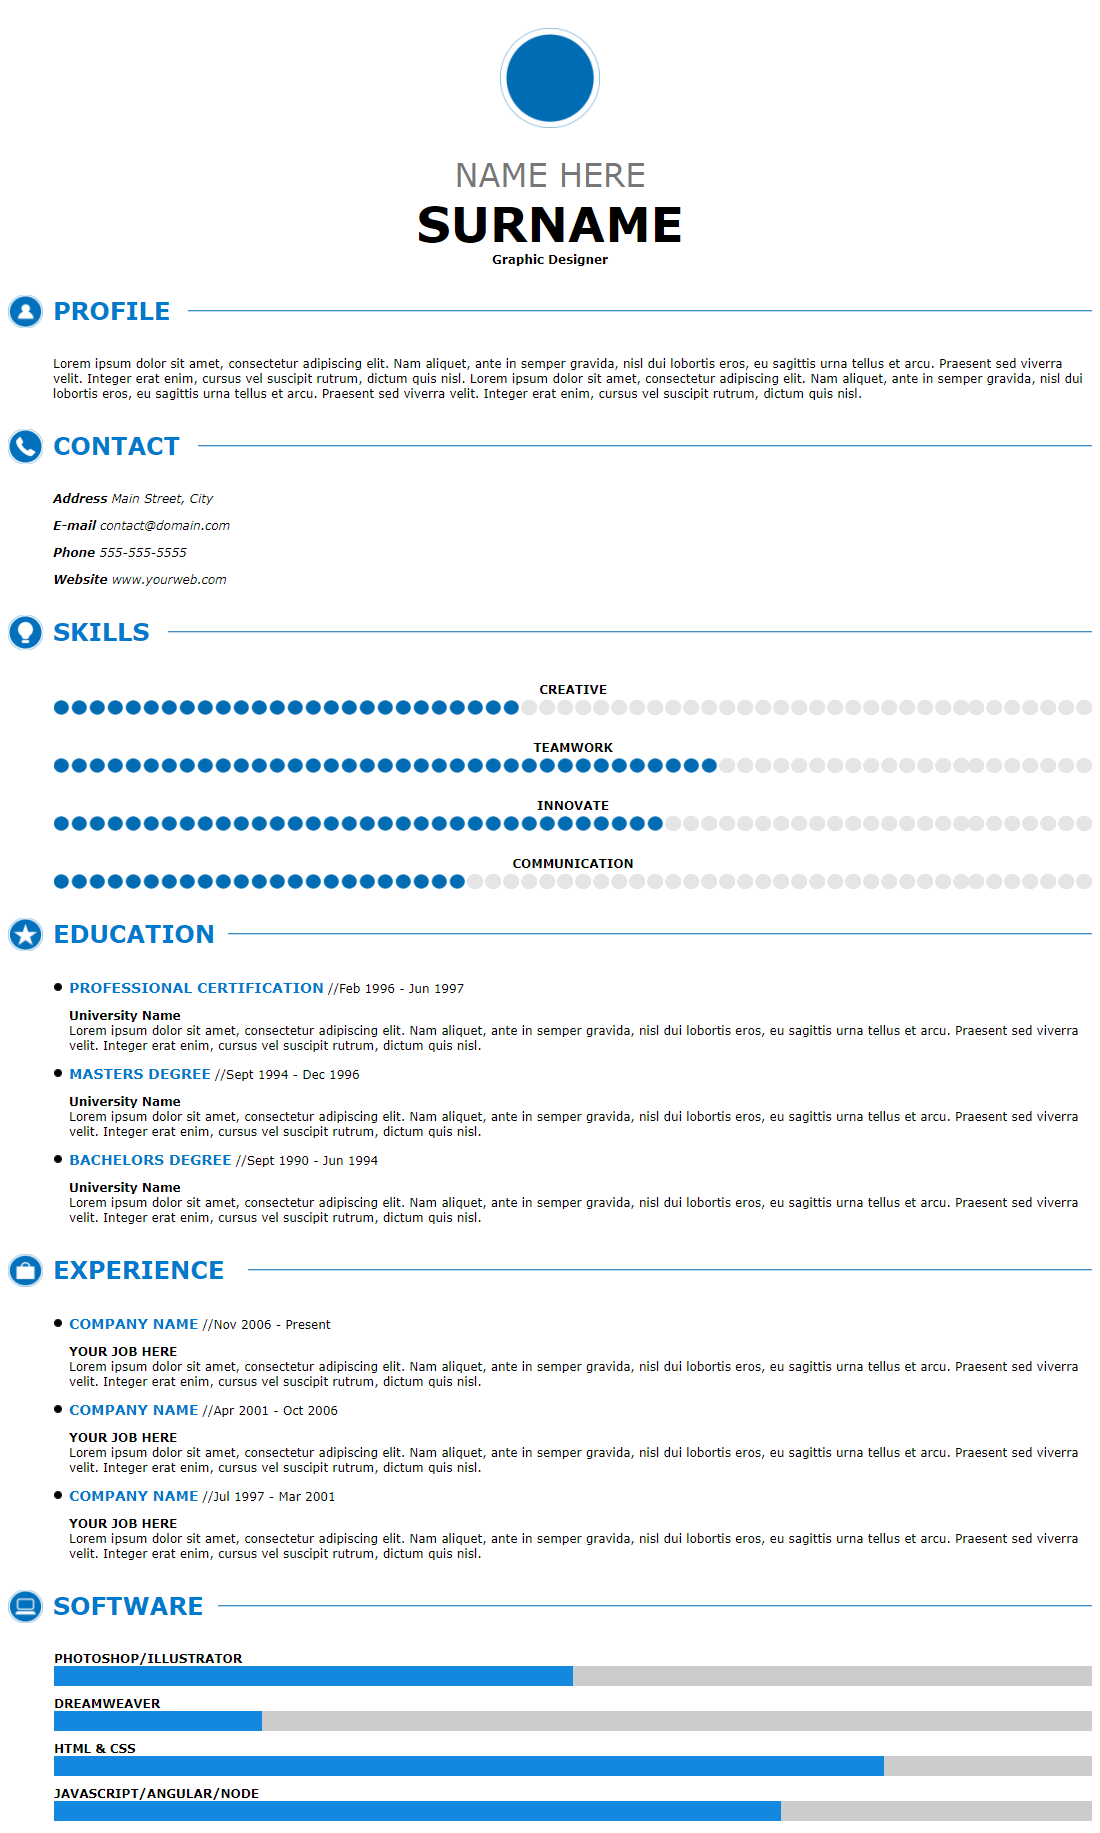 NAME HERE
SURNAME
Graphic Designer
PROFILE
Lorem ipsum dolor sit amet, consectetur adipiscing elit. Nam aliquet, ante in semper gravida, nisl dui lobortis eros, eu sagittis urna tellus et arcu. Praesent sed viverra
velit. Integer erat enim, cursus vel suscipit rutrum, dictum quis nisl. Lorem ipsum dolor sit amet, consectetur adipiscing elit. Nam aliquet, ante in semper gravida, nisl dui
lobortis eros, eu sagittis urna tellus et arcu. Praesent sed viverra velit. Integer erat enim, cursus vel suscipit rutrum, dictum quis nisl.
CONTACT
Address Main Street, City
E-mail contact@domain.com
Phone 555-555-5555
Website www.yourweb.com
SKILLS
CREATIVE
TEAMWORK
INNOVATE
COMMUNICATION
EDUCATION
PROFESSIONAL CERTIFICATION //Feb 1996 - Jun 1997
University Name
Lorem ipsum dolor sit amet, consectetur adipiscing elit. Nam aliquet, ante in semper gravida, nisl dui lobortis eros, eu sagittis urna tellus et arcu. Praesent sed viverra
velit. Integer erat enim, cursus vel suscipit rutrum, dictum quis nisl.
MASTERS DEGREE //Sept 1994 - Dec 1996
University Name
Lorem ipsum dolor sit amet, consectetur adipiscing elit. Nam aliquet, ante in semper gravida, nisl dui lobortis eros, eu sagittis urna tellus et arcu. Praesent sed viverra
velit. Integer erat enim, cursus vel suscipit rutrum, dictum quis nisl.
BACHELORS DEGREE //Sept 1990 - Jun 1994
University Name
Lorem ipsum dolor sit amet, consectetur adipiscing elit. Nam aliquet, ante in semper gravida, nisl dui lobortis eros, eu sagittis urna tellus et arcu. Praesent sed viverra
velit. Integer erat enim, cursus vel suscipit rutrum, dictum quis nisl.
EXPERIENCE
COMPANY NAME //Nov 2006 - Present
YOUR JOB HERE
Lorem ipsum dolor sit amet, consectetur adipiscing elit. Nam aliquet, ante in semper gravida, nisl dui lobortis eros, eu sagittis urna tellus et arcu. Praesent sed viverra
velit. Integer erat enim, cursus vel suscipit rutrum, dictum quis nisl.
COMPANY NAME //Apr 2001 - Oct 2006
YOUR JOB HERE
Lorem ipsum dolor sit amet, consectetur adipiscing elit. Nam aliquet, ante in semper gravida, nisl dui lobortis eros, eu sagittis urna tellus et arcu. Praesent sed viverra
velit. Integer erat enim, cursus vel suscipit rutrum, dictum quis nisl.
COMPANY NAME //Jul 1997 - Mar 2001
YOUR JOB HERE
Lorem ipsum dolor sit amet, consectetur adipiscing elit. Nam aliquet, ante in semper gravida, nisl dui lobortis eros, eu sagittis urna tellus et arcu. Praesent sed viverra
velit. Integer erat enim, cursus vel suscipit rutrum, dictum quis nisl.
SOFTWARE
PHOTOSHOP/ILLUSTRATOR
DREAMWEAVER
HTML & CSS
JAVASCRIPT/ANGULAR/NODE